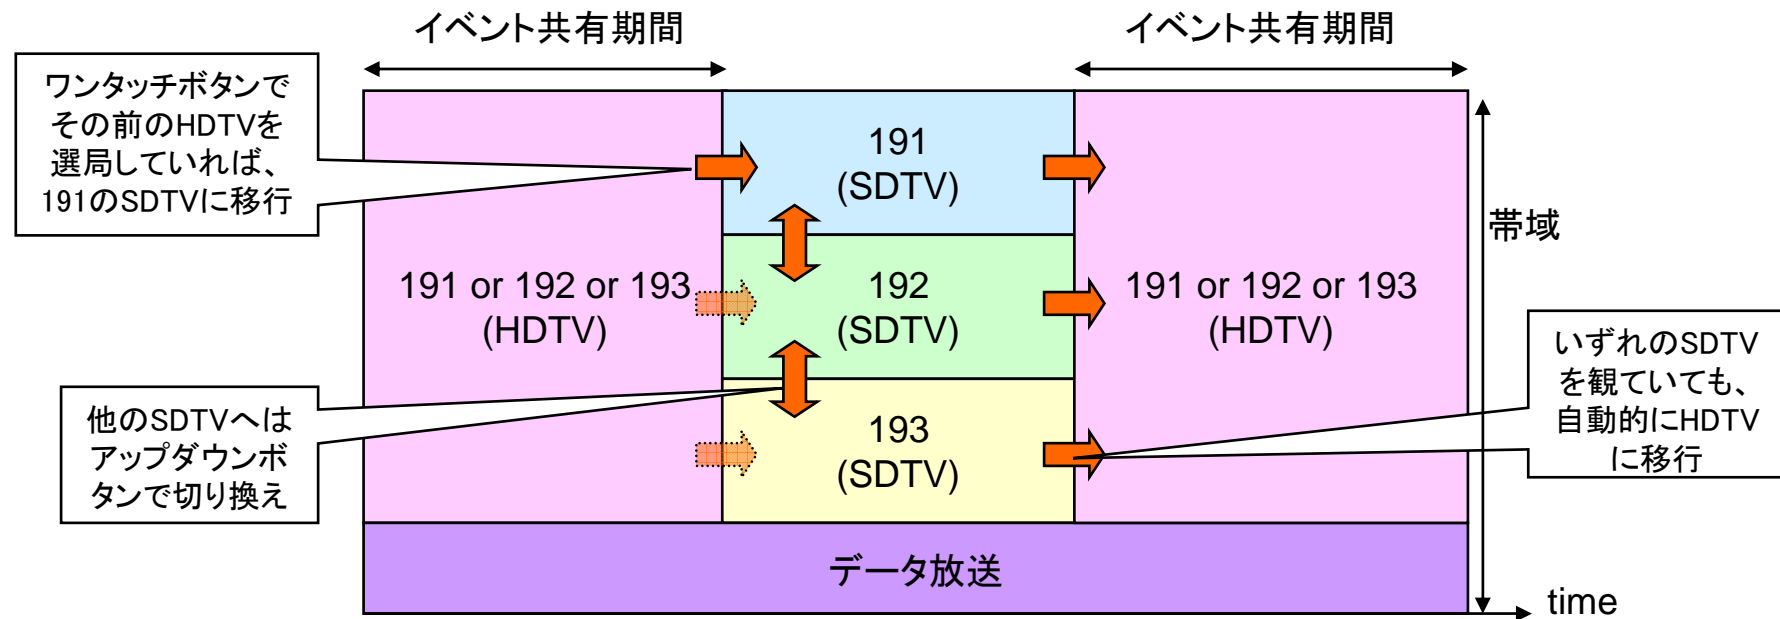 イベント共有期間
イベント共有期間
ワンタッチボタンで
その前のHDTVを
選局していれば、
191のSDTVに移行
191
(SDTV)
帯域
191 or 192 or 193
(HDTV)
192
(SDTV)
191 or 192 or 193
(HDTV)
いずれのSDTV
を観ていても、
自動的にHDTV
に移行
他のSDTVへは
アップダウンボ
タンで切り換え
193
(SDTV)
データ放送
time